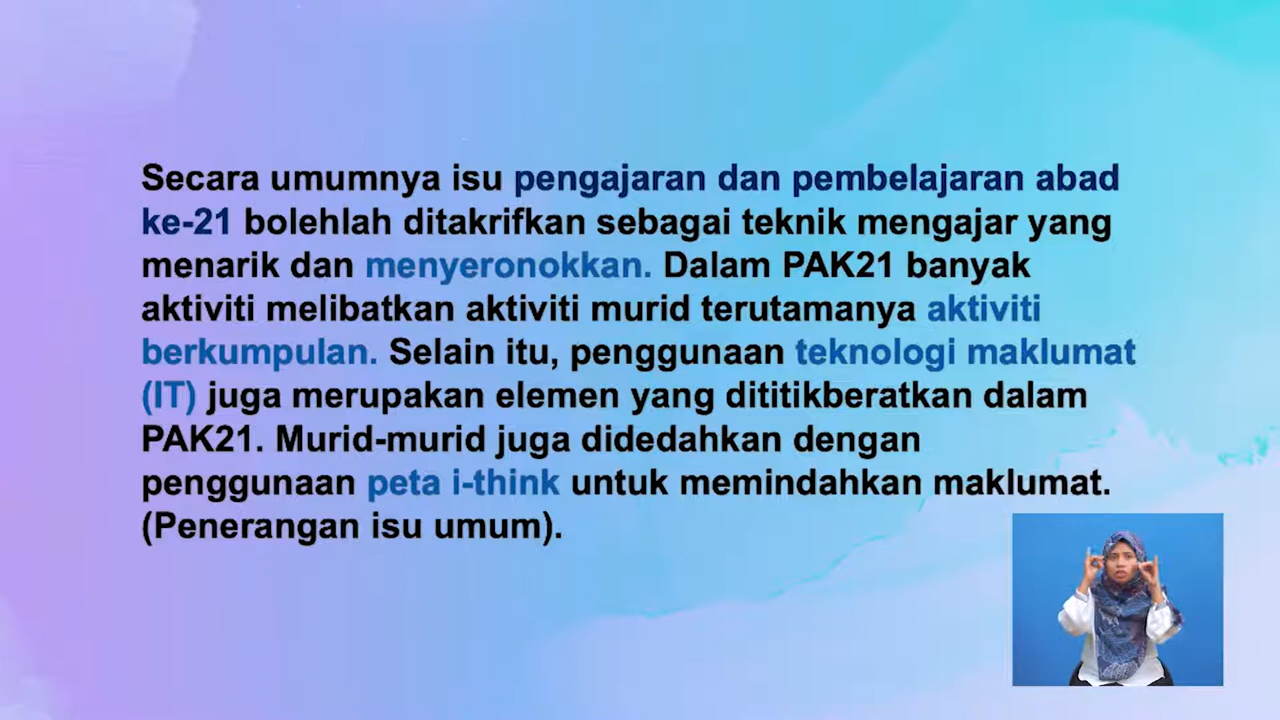 Secara umumnya isu pengajaran dan pembelajaran abad
ke-21 bolehlah ditakrifkan sebagai teknik mengajar yang
menarik dan menyeronokkan. Dalam PAK21 banyak
aktiviti melibatkan aktiviti murid terutamanya aktiviti
berkumpulan. Selain itu, penggunaan teknologi maklumat
(IT) juga merupakan elemen yang dititikberatkan dalam
PAK21. Murid-murid juga didedahkan dengan
penggunaan peta i-think untuk memindahkan maklumat.
(Penerangan isu umum).